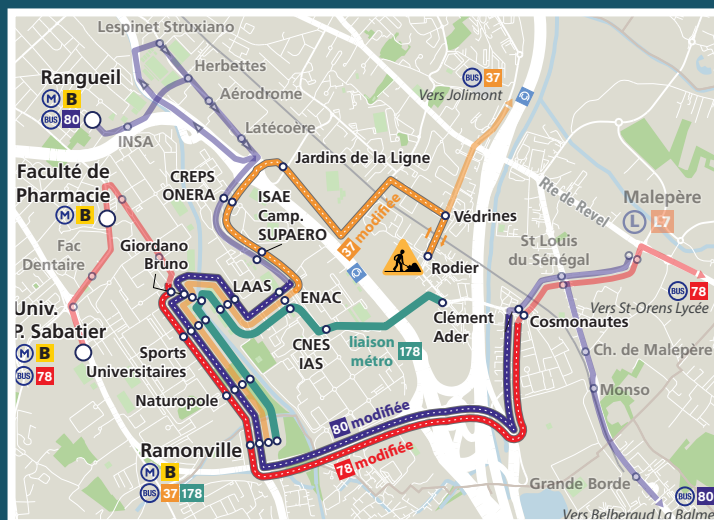 Lespinet Struxiano
Rangueil
M B
BUS 80
Herbettes
Aérodrome
INSA
Latécoère
BUS 37
Vers Jolimont
Faculté de
Pharmacie
M B
CREPS
ONERA
Jardins de la Ligne
ISAE
Camp.
SUPAERO
37 modifiée
Védrines
Rodier
Rte de Revel
Malepère
L L7
Fac
Dentaire
Giordano
Bruno
St Louis
du Sénégal
BUS 78
Vers St-Orens Lycée
LAAS
ENAC
Univ.
P. Sabatier
M B
BUS 78
CNES
IAS
liaison
métro 178
Clément
Ader
Cosmonautes
Ch. de Malepère
Sports
Universitaires
Monso
Naturopole
80 modifiée
78 modifiée
Ramonville
M B
BUS 37 178
Grande Borde
BUS 80
Vers Belberaud La Balme